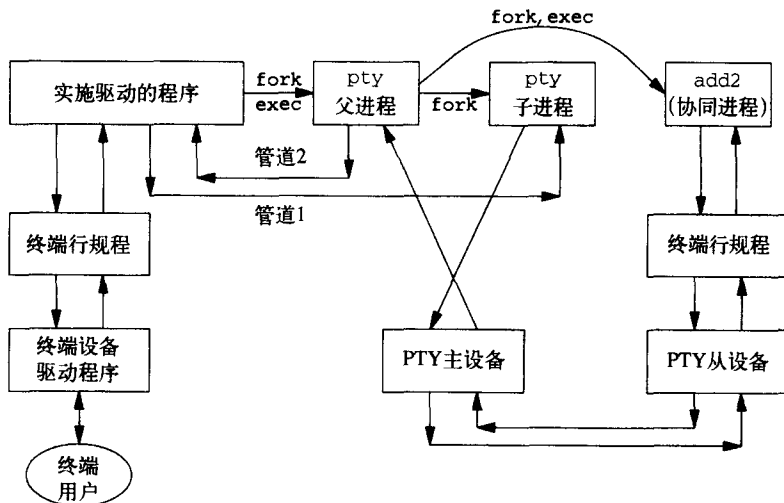 fork, exec
实施驱动的程序
fork
exec
pty
父进程
fork
pty
子进程
add2
(协同进程)
管道2
管道1
终端行规程
终端行规程
终端设备
驱动程序
PTY主设备
PTY从设备
终端
用户